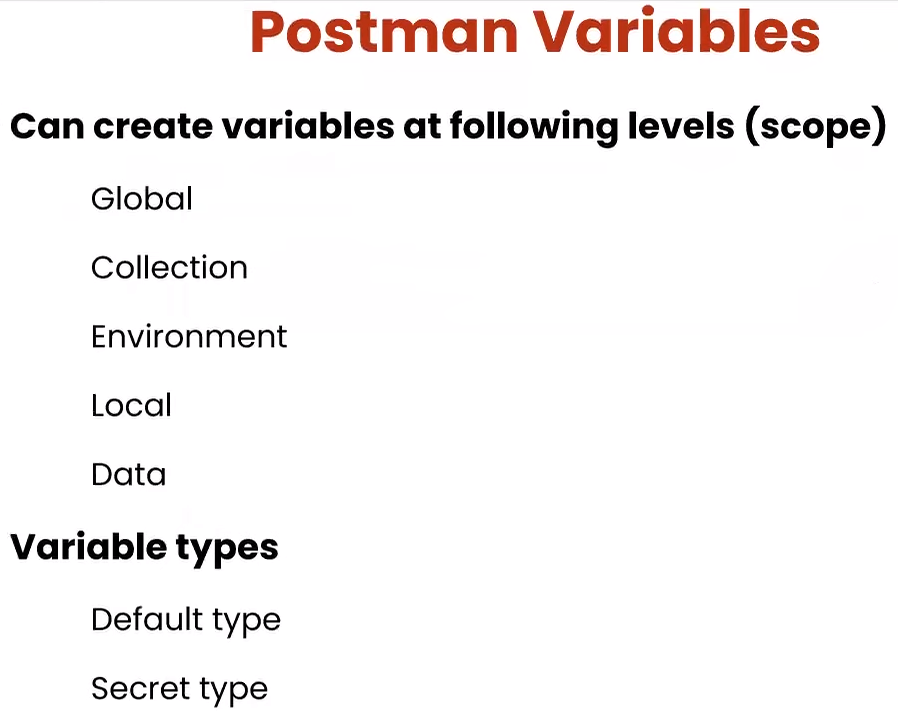 Postman Variables
Can create variables at following levels (scope)
Global
Collection
Environment
Local
Data
Variable types
Default type
Secret type